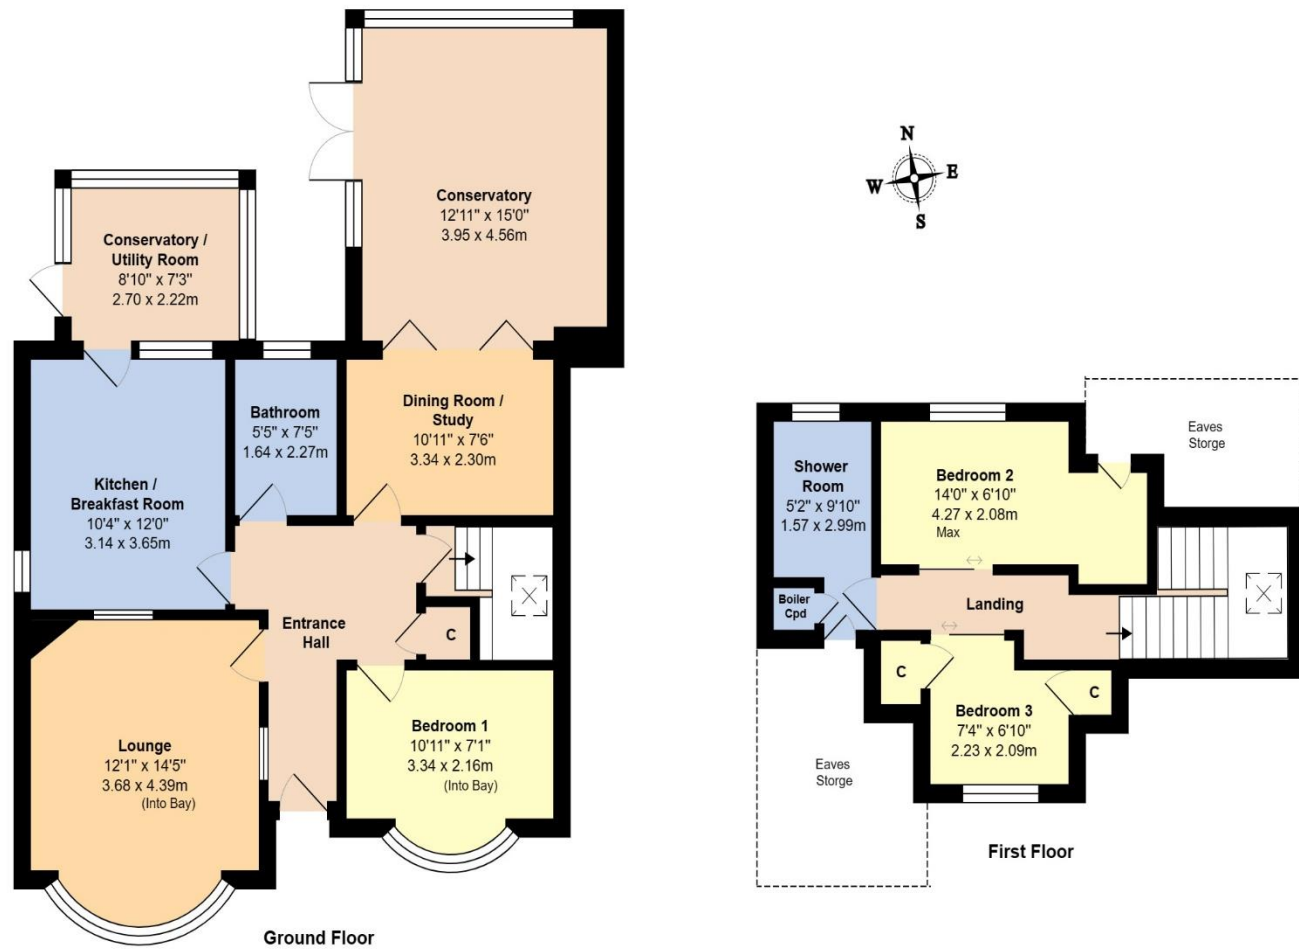 Conservatory
12'11" x 15'0"
3.95 x 4.56m
Conservatory /
Utility Room
8'10" x 7'3"
2.70 x 2.22m
Bathroom
5'5" x 7'5"
1.64 x 2.27m
Dining Room /
Study
10'11" x 7'6"
3.34 x 2.30m
Kitchen /
Breakfast Room
10'4" x 12'0"
3.14 x 3.65m
Entrance
Hall
C
Lounge
12'1" x 14'5"
3.68 x 4.39m
(Into Bay)
Bedroom 1
10'11" x 7'1"
3.34 x 2.16m
(Into Bay)
Ground Floor
N
W
E
S
Eaves
Storge
Shower
Room
5'2" x 9'10"
1.57 x 2.99m
Bedroom 2
14'0" x 6'10"
4.27 x 2.08m
Max
Boiler
Cpd
Landing
C
C
Bedroom 3
7'4" x 6'10"
2.23 x 2.09m
Eaves
Storge
First Floor